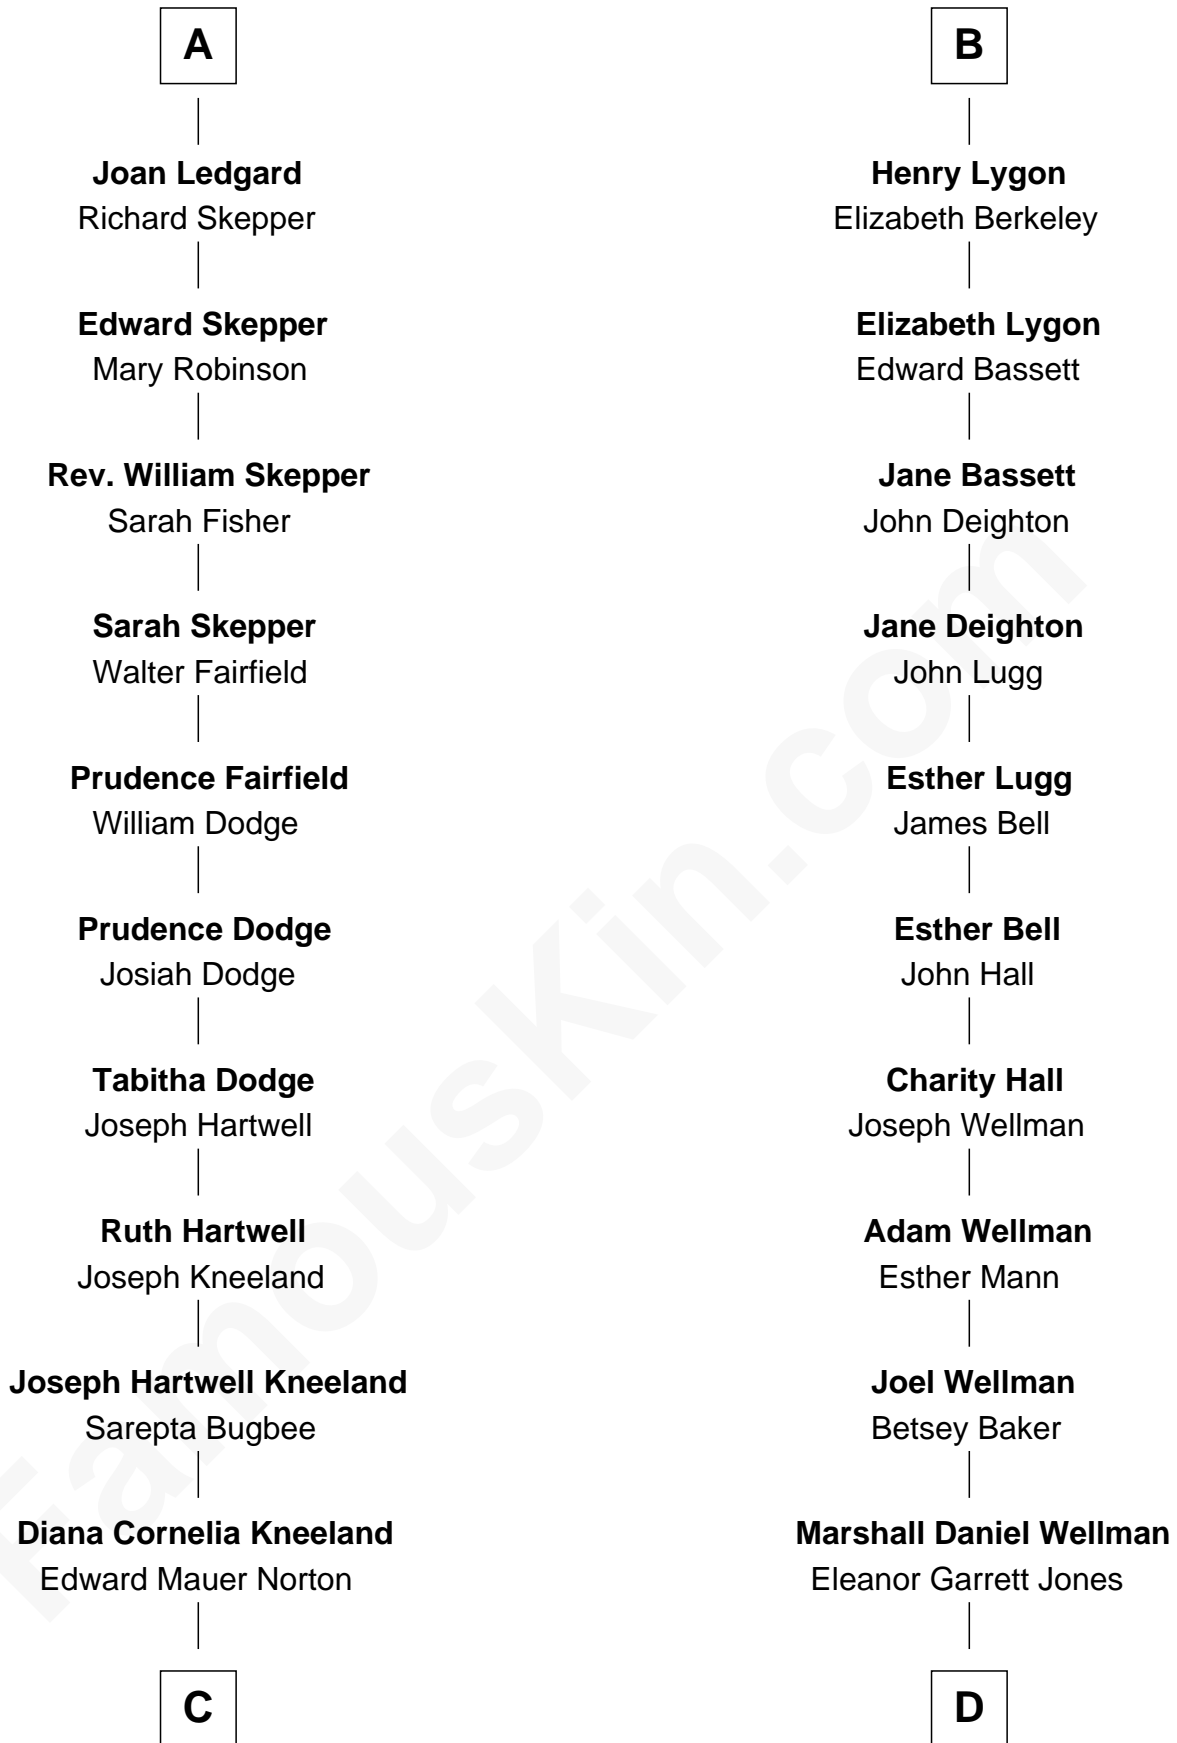 A
Joan Ledgard
Richard Skepper
Edward Skepper
Mary Robinson
Rev. William Skepper
Sarah Fisher
Sarah Skepper
Walter Fairfield
Prudence Fairfield
William Dodge
Prudence Dodge
Josiah Dodge
Tabitha Dodge
Joseph Hartwell
Ruth Hartwell
Joseph Kneeland
Joseph Hartwell Kneeland
Sarepta Bugbee
Diana Cornelia Kneeland
Edward Mauer Norton
C
B
Henry Lygon
Elizabeth Berkeley
Elizabeth Lygon
Edward Bassett
Jane Bassett
John Deighton
Jane Deighton
John Lugg
Esther Lugg
James Bell
Esther Bell
John Hall
Charity Hall
Joseph Wellman
Adam Wellman
Esther Mann
Joel Wellman
Betsey Baker
Marshall Daniel Wellman
Eleanor Garrett Jones
D
FamousKin.com